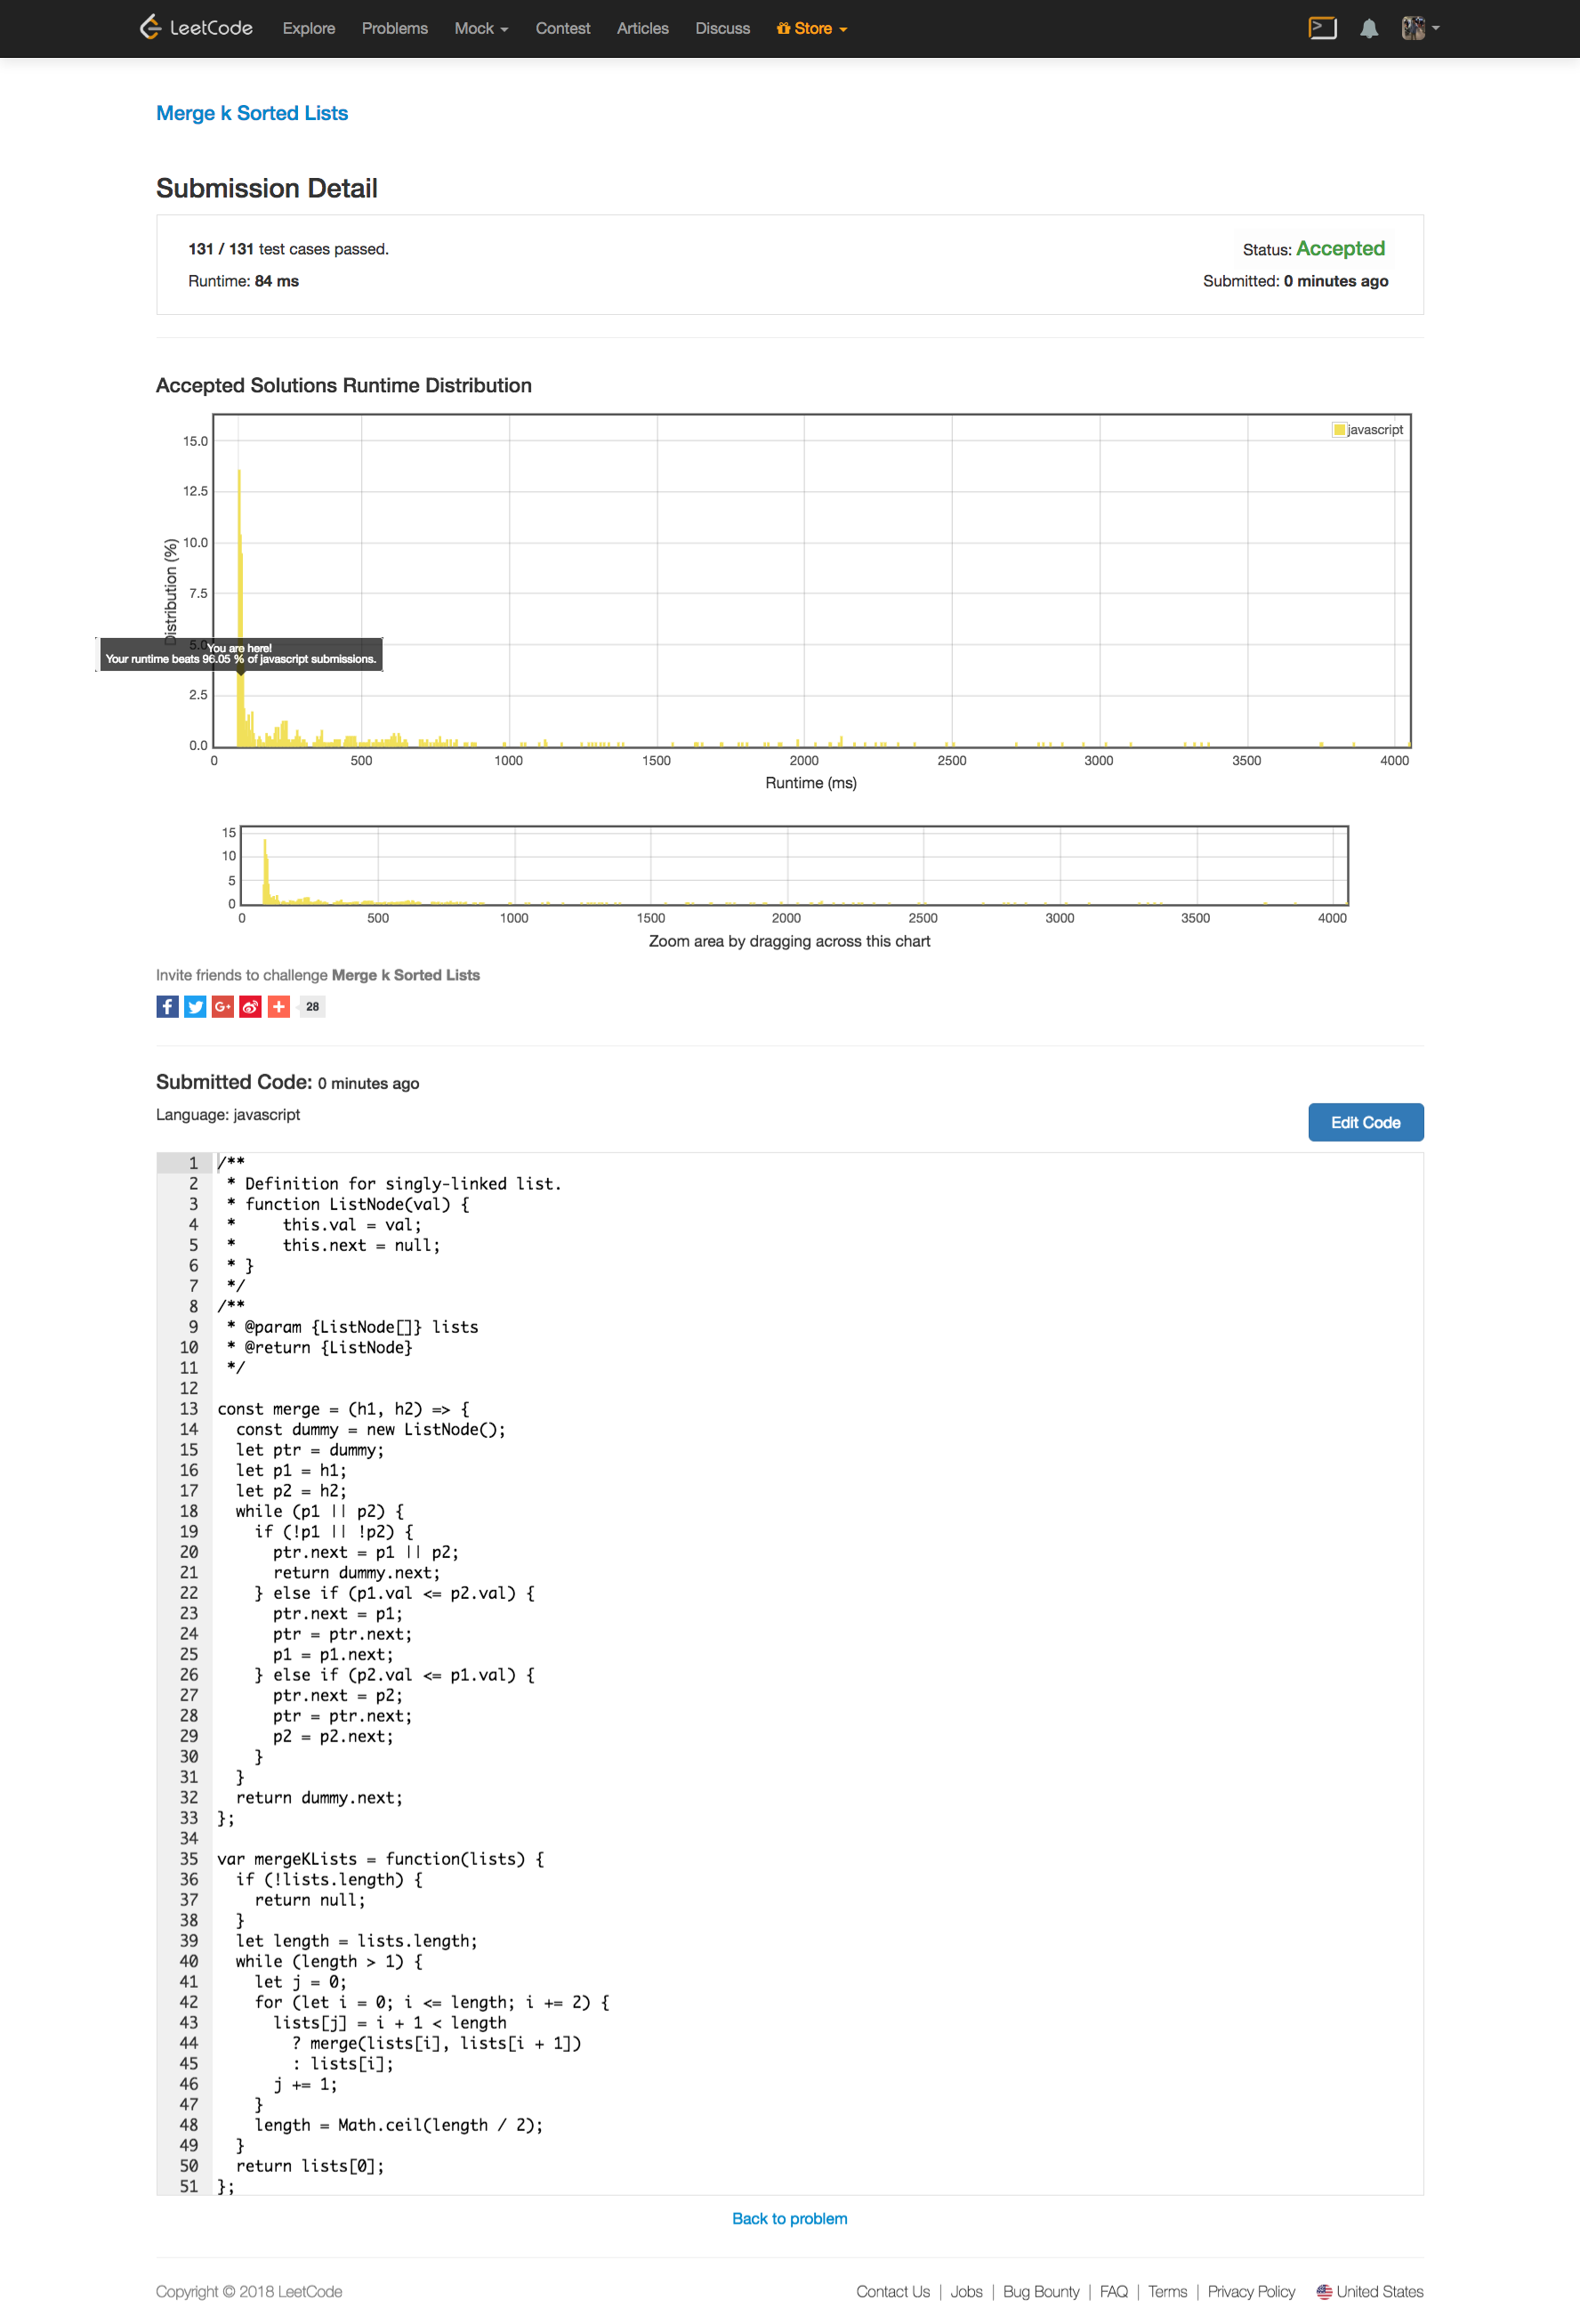 LeetCode Explore Problems Mock Contest Articles Discuss Store
Merge k Sorted Lists
Submission Detail
131 / 131 test cases passed.
Status: Accepted
Runtime: 84 ms
Submitted: 0 minutes ago
Accepted Solutions Runtime Distribution
javascript
15.0
12.5
10.0
7.5
5.0
2.5
0.0
Distribution (%)
You are here!
Your runtime beats 96.05 % of javascript submissions.
0 500 1000 1500 2000 2500 3000 3500 4000
Runtime (ms)
15
10
5
0
0 500 1000 1500 2000 2500 3000 3500 4000
Zoom area by dragging across this chart
Invite friends to challenge Merge k Sorted Lists
f G+ + 28
Submitted Code: 0 minutes ago
Language: javascript
Edit Code
1 /**
2  * Definition for singly-linked list.
3  * function ListNode(val) {
4  *     this.val = val;
5  *     this.next = null;
6  * }
7  */
8 /**
9  * @param {ListNode[]} lists
10  * @return {ListNode}
11  */
12
13 const merge = (h1, h2) => {
14   const dummy = new ListNode();
15   let ptr = dummy;
16   let p1 = h1;
17   let p2 = h2;
18   while (p1 || p2) {
19     if (!p1 || !p2) {
20       ptr.next = p1 || p2;
21       return dummy.next;
22     } else if (p1.val <= p2.val) {
23       ptr.next = p1;
24       ptr = ptr.next;
25       p1 = p1.next;
26     } else if (p2.val <= p1.val) {
27       ptr.next = p2;
28       ptr = ptr.next;
29       p2 = p2.next;
30     }
31   }
32   return dummy.next;
33 };
34
35 var mergeKLists = function(lists) {
36   if (!lists.length) {
37     return null;
38   }
39   let length = lists.length;
40   while (length > 1) {
41     let j = 0;
42     for (let i = 0; i <= length; i += 2) {
43       lists[j] = i + 1 < length
44         ? merge(lists[i], lists[i + 1])
45         : lists[i];
46       j += 1;
47     }
48     length = Math.ceil(length / 2);
49   }
50   return lists[0];
51 };
Back to problem
Copyright © 2018 LeetCode
Contact Us | Jobs | Bug Bounty | FAQ | Terms | Privacy Policy United States